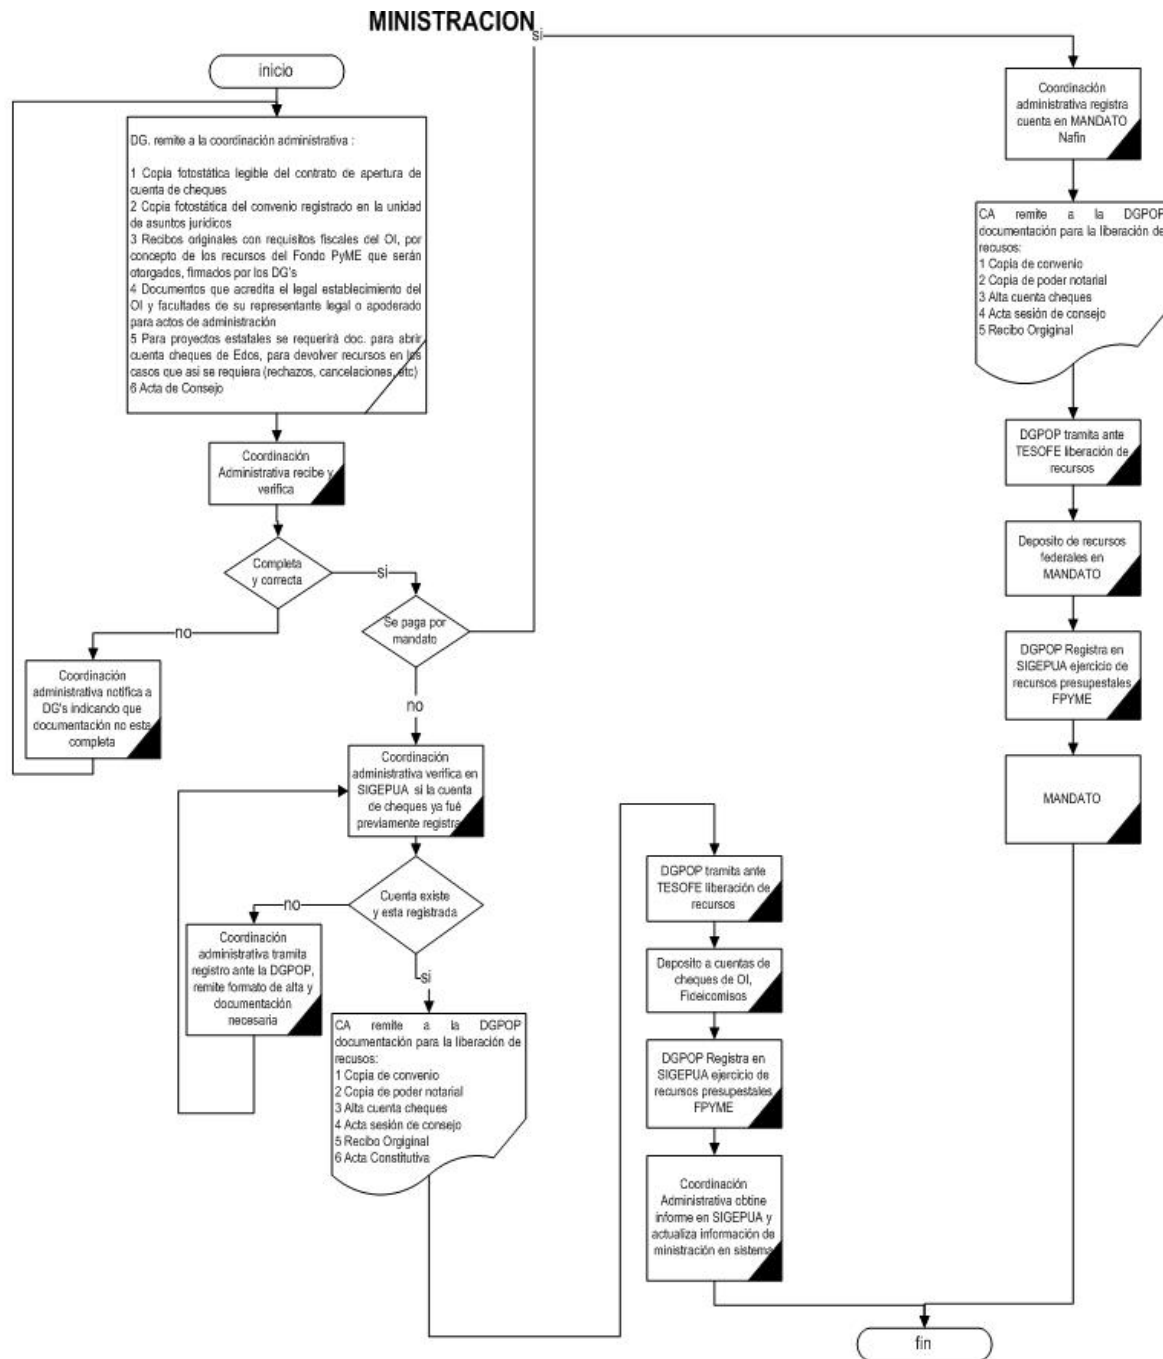 MINISTRACION
si
inicio
DG. remite a la coordinación administrativa :
1 Copia fotostática legible del contrato de apertura de
cuenta de cheques
2 Copia fotostática del convenio registrado en la unidad
de asuntos jurídicos
3 Recibos originales con requisitos fiscales del OI, por
concepto de los recursos del Fondo PyME que serán
otorgados, firmados por los DG's
4 Documentos que acredita el legal establecimiento del
OI y facultades de su representante legal o apoderado
para actos de administración
5 Para proyectos estatales se requerirá doc. para abrir
cuenta cheques de Edos, para devolver recursos en los
casos que asi se requiera (rechazos, cancelaciones, etc)
6 Acta de Consejo
Coordinación
Administrativa recibe y
verifica
Completa
y correcta
si
no
Coordinación
administrativa notifica a
DG's indicando que
documentación no esta
completa
Se paga por
mandato
no
Coordinación
administrativa verifica en
SIGEPUA si la cuenta
de cheques ya fué
previamente registra
Cuenta existe
y esta registrada
no
Coordinación
administrativa tramita
registro ante la DGPOP,
remite formato de alta y
documentación
necesaria
si
CA remite a la DGPOP
documentación para la liberación de
recusos:
1 Copia de convenio
2 Copia de poder notarial
3 Alta cuenta cheques
4 Acta sesión de consejo
5 Recibo Orgiginal
6 Acta Constitutiva
DGPOP tramita ante
TESOFE liberación de
recursos
Deposito a cuentas de
cheques de OI,
Fideicomisos
DGPOP Registra en
SIGEPUA ejercicio de
recursos presupestales
FPYME
Coordinación
Administrativa obtine
informe en SIGEPUA y
actualiza información de
ministración en sistema
Coordinación
administrativa registra
cuenta en MANDATO
Nafin
CA remite a la DGPOP
documentación para la liberación de
recusos:
1 Copia de convenio
2 Copia de poder notarial
3 Alta cuenta cheques
4 Acta sesión de consejo
5 Recibo Orgiginal
DGPOP tramita ante
TESOFE liberación de
recursos
Deposito de recursos
federales en
MANDATO
DGPOP Registra en
SIGEPUA ejercicio de
recursos presupestales
FPYME
MANDATO
fin